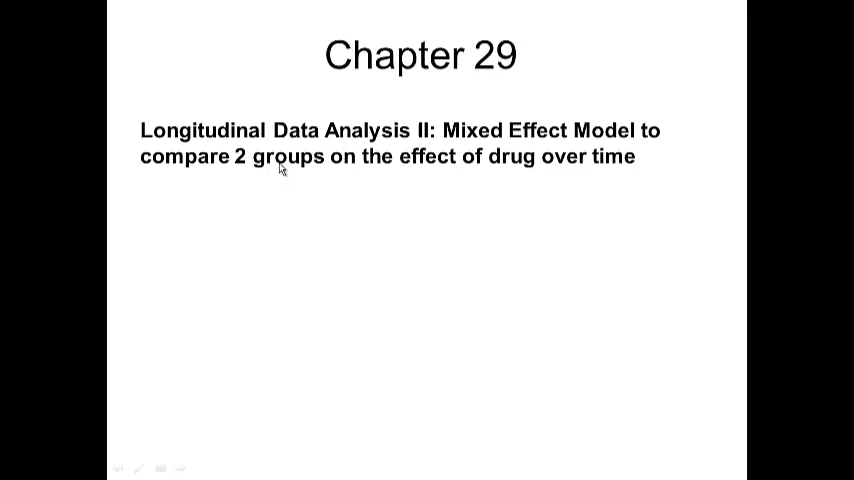 Chapter 29
Longitudinal Data Analysis II: Mixed Effect Model to
compare 2 groups on the effect of drug over time